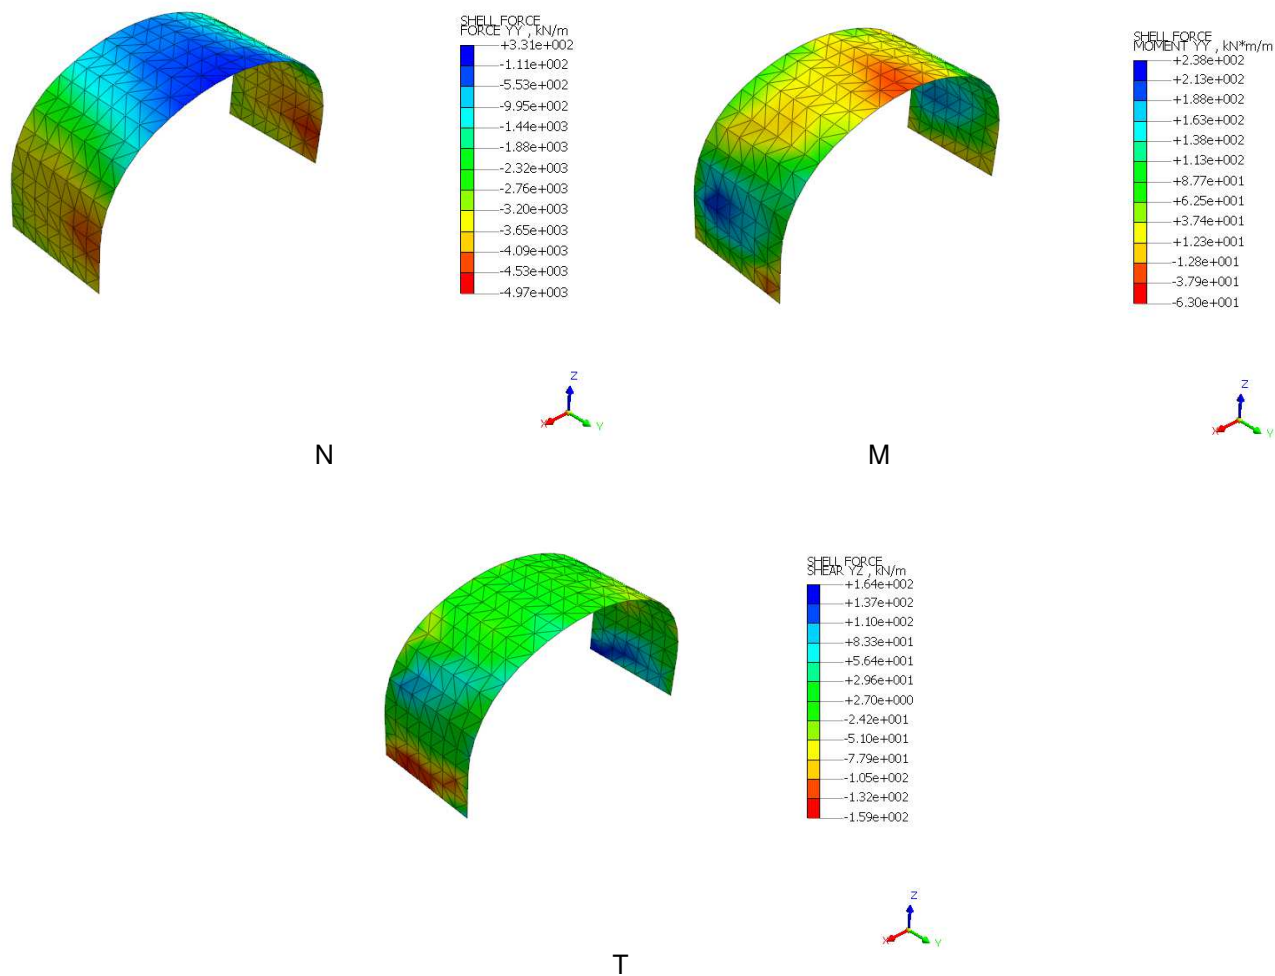 SHELL FORCE
FORCE YY , kN/m
+3.31e+002
-1.11e+002
-5.53e+002
-9.95e+002
-1.44e+003
-1.88e+003
-2.32e+003
-2.76e+003
-3.20e+003
-3.65e+003
-4.09e+003
-4.53e+003
-4.97e+003
Z
X
Y
N
SHELL FORCE
MOMENT YY , kN*m/m
+2.38e+002
+2.13e+002
+1.88e+002
+1.63e+002
+1.38e+002
+1.13e+002
+8.77e+001
+6.25e+001
+3.74e+001
+1.23e+001
-1.28e+001
-3.79e+001
-6.30e+001
Z
X
Y
M
SHELL FORCE
SHEAR YZ , kN/m
+1.64e+002
+1.37e+002
+1.10e+002
+8.33e+001
+5.64e+001
+2.96e+001
+2.70e+000
-2.42e+001
-5.10e+001
-7.79e+001
-1.05e+002
-1.32e+002
-1.59e+002
Z
X
Y
T